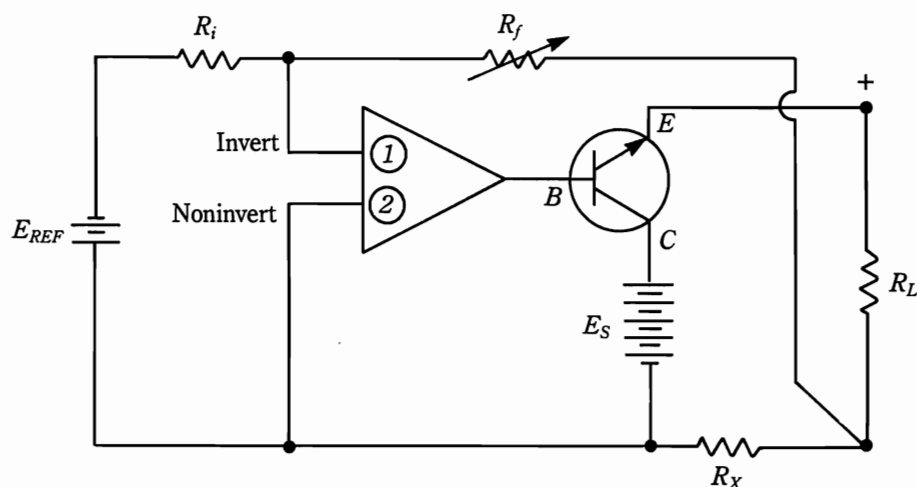 R_i
R_f
+
E
Invert
1
B
Noninvert
2
C
E_REF
R_L
E_S
R_X